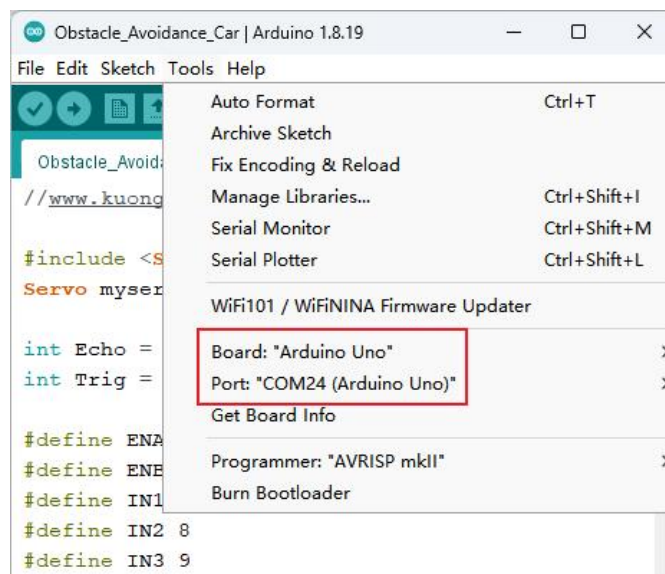 Obstacle_Avoidance_Car | Arduino 1.8.19
File Edit Sketch Tools Help
Auto Format Ctrl+T
Archive Sketch
Obstacle_Avoida
Fix Encoding & Reload
//www.kuong
Manage Libraries... Ctrl+Shift+I
Serial Monitor Ctrl+Shift+M
#include <S
Serial Plotter Ctrl+Shift+L
Servo myser
WiFi101 / WiFiNINA Firmware Updater
int Echo =
Board: "Arduino Uno"
int Trig =
Port: "COM24 (Arduino Uno)"
Get Board Info
#define ENA
Programmer: "AVRISP mkII"
#define ENB
Burn Bootloader
#define IN1
#define IN2 8
#define IN3 9